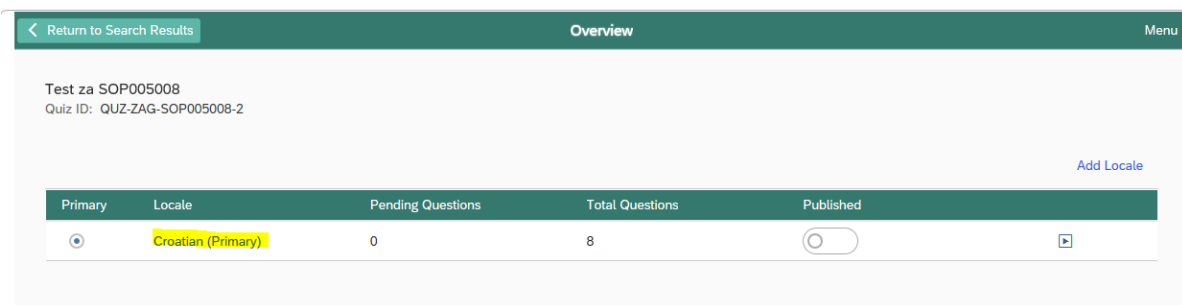 Return to Search Results Overview Menu
Test za SOP005008
Quiz ID: QUZ-ZAG-SOP005008-2
Add Locale
Primary Locale Pending Questions Total Questions Published
Croatian (Primary) 0 8